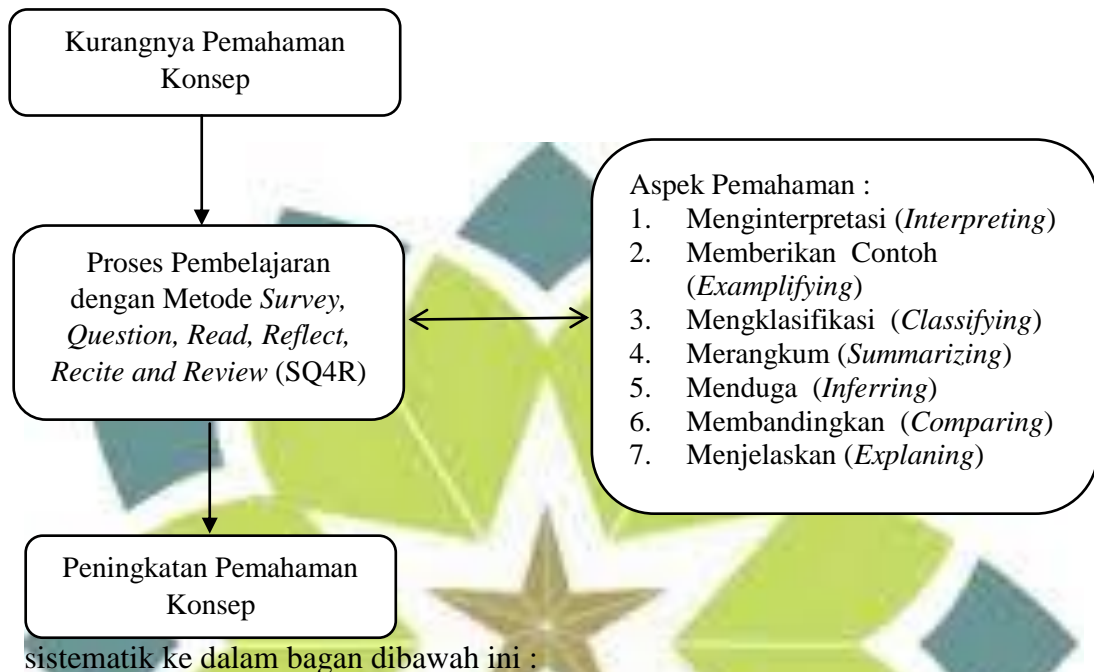 Kurangnya Pemahaman
Konsep
Proses Pembelajaran
dengan Metode Survey,
Question, Read, Reflect,
Recite and Review (SQ4R)
Aspek Pemahaman :
1. Menginterpretasi (Interpreting)
2. Memberikan Contoh
(Examplifying)
3. Mengklasifikasi (Classifying)
4. Merangkum (Summarizing)
5. Menduga (Inferring)
6. Membandingkan (Comparing)
7. Menjelaskan (Explaning)
Peningkatan Pemahaman
Konsep
sistematik ke dalam bagan dibawah ini :